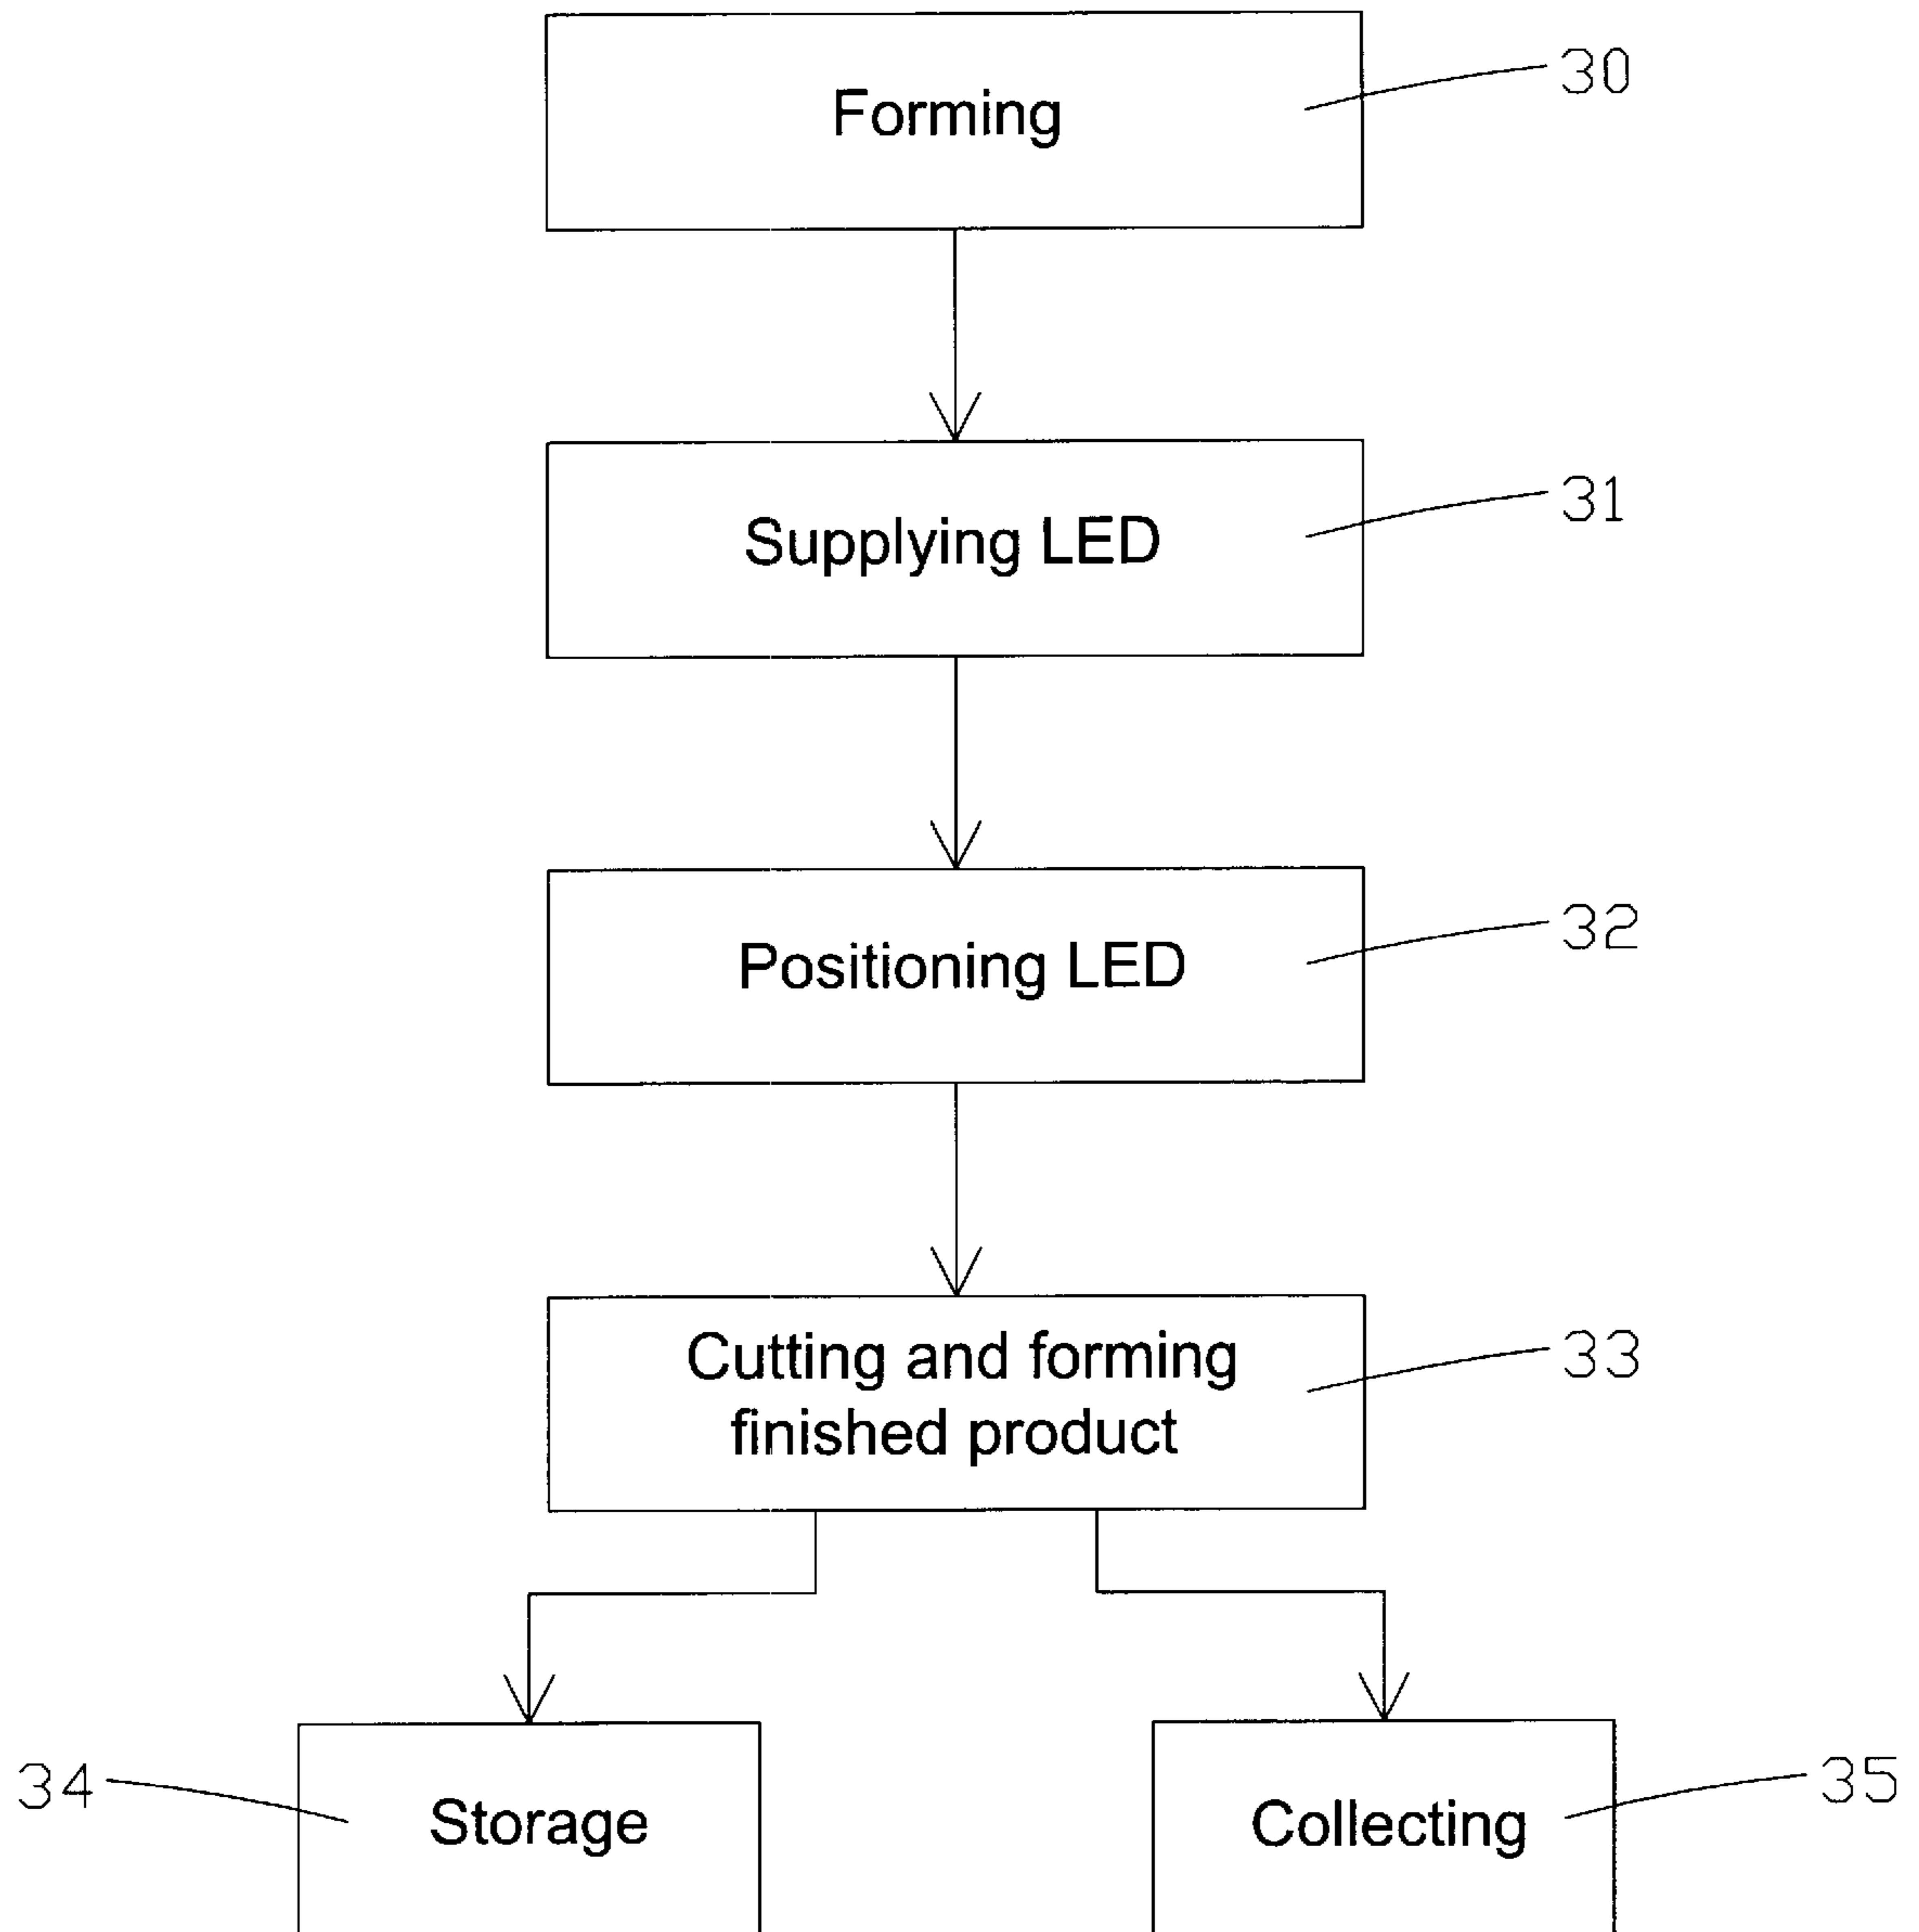 Forming
30
Supplying LED
31
Positioning LED
32
Cutting and forming
finished product
33
34
Storage
Collecting
35